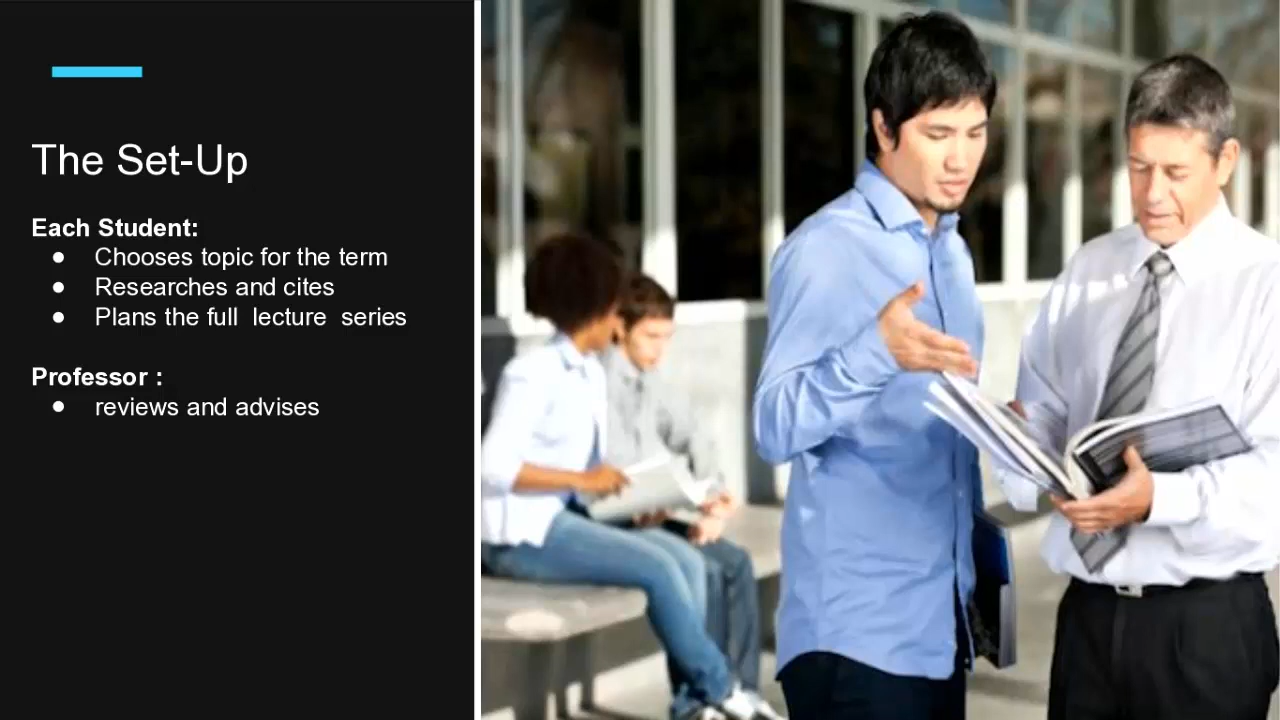 The Set-Up
Each Student:
● Chooses topic for the term
● Researches and cites
● Plans the full lecture series
Professor :
● reviews and advises